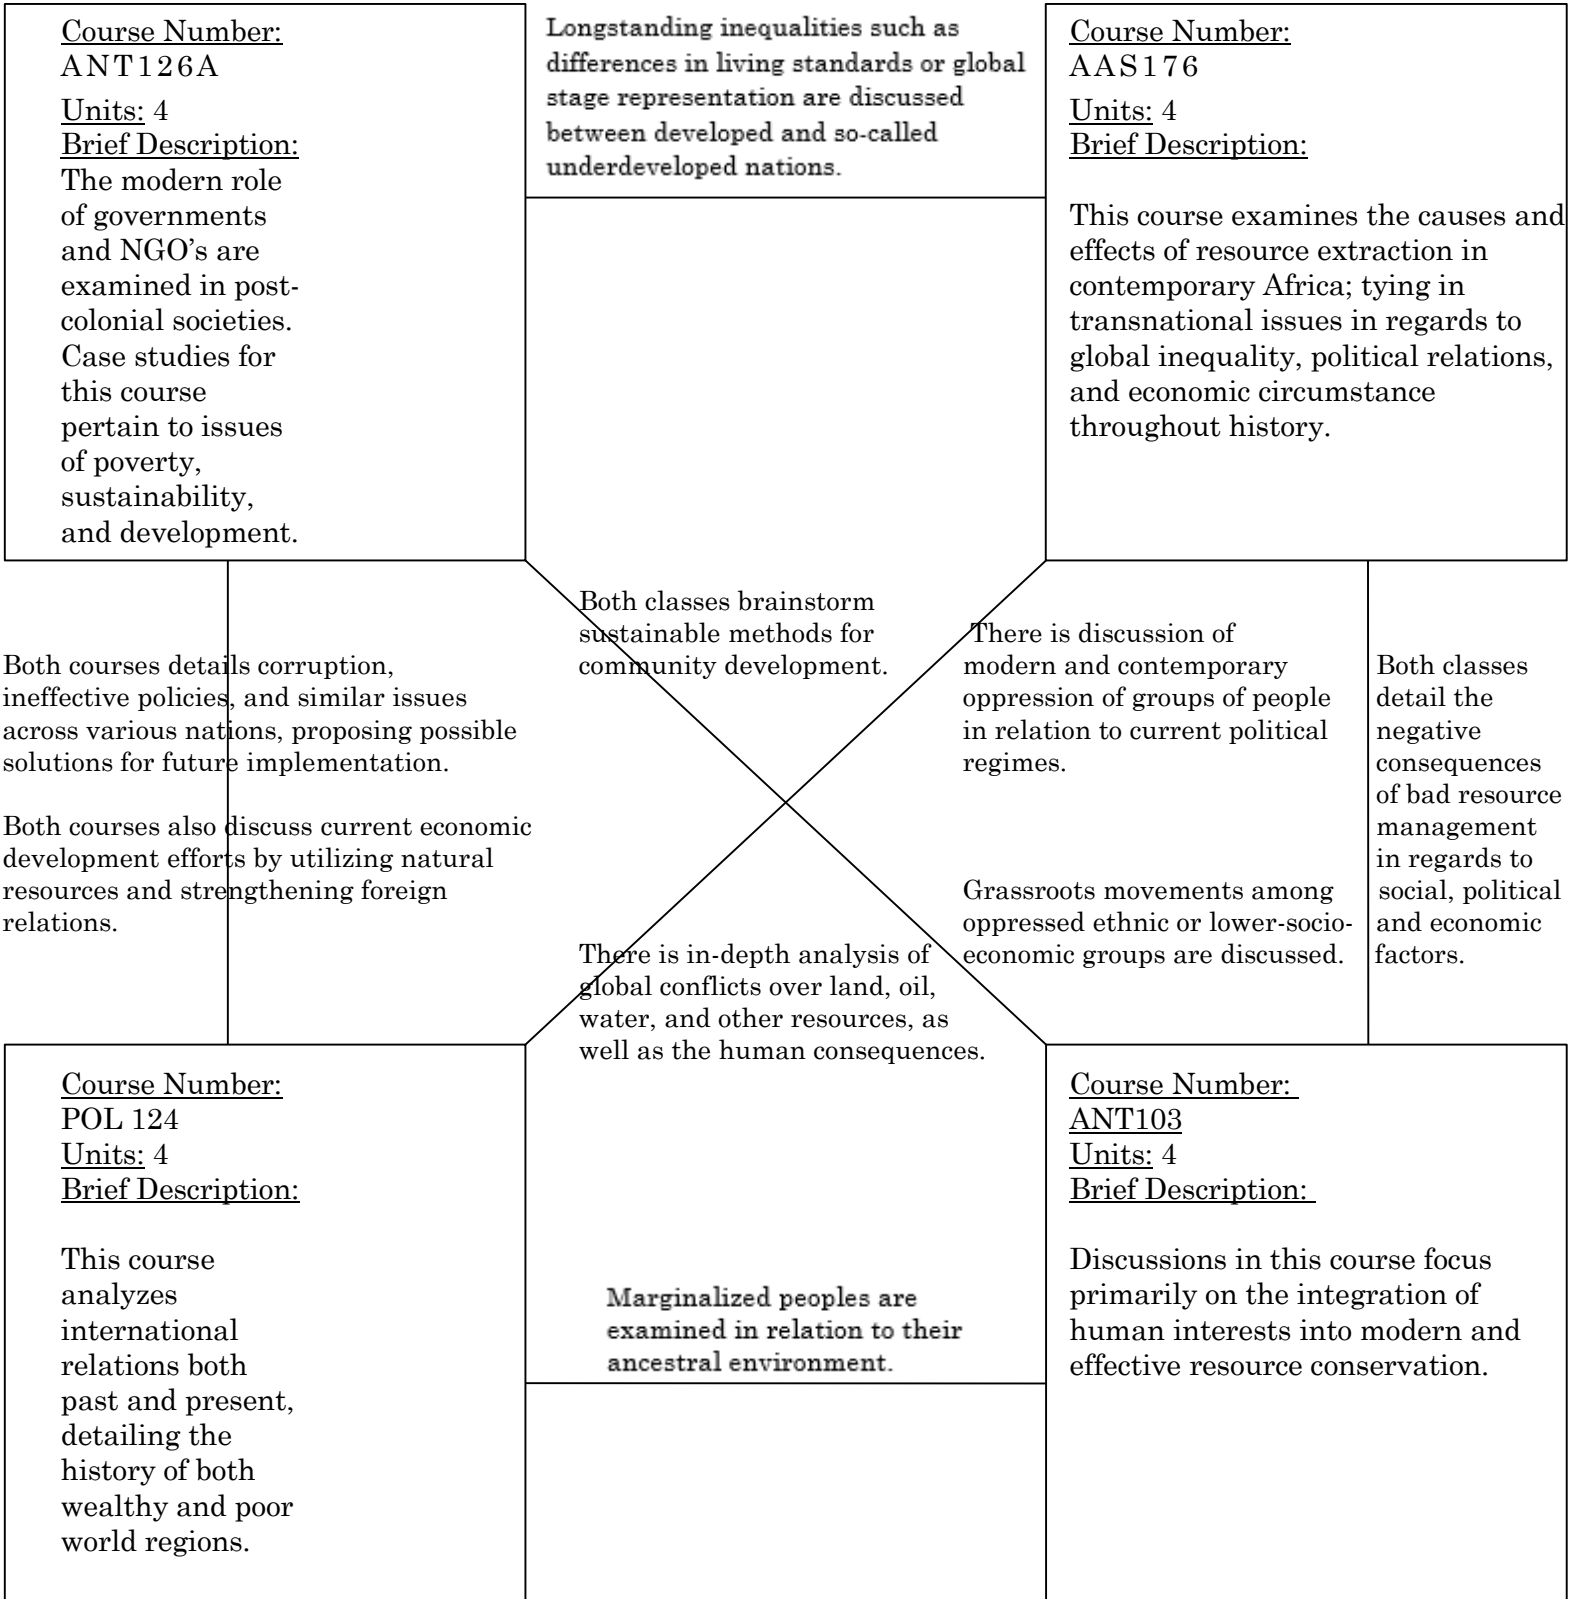 Course Number:
ANT126A
Units: 4
Brief Description:
The modern role
of governments
and NGO’s are
examined in post-
colonial societies.
Case studies for
this course
pertain to issues
of poverty,
sustainability,
and development.
Longstanding inequalities such as
differences in living standards or global
stage representation are discussed
between developed and so-called
underdeveloped nations.
Course Number:
AAS176
Units: 4
Brief Description:
This course examines the causes and
effects of resource extraction in
contemporary Africa; tying in
transnational issues in regards to
global inequality, political relations,
and economic circumstance
throughout history.
Both courses details corruption,
ineffective policies, and similar issues
across various nations, proposing possible
solutions for future implementation.
Both courses also discuss current economic
development efforts by utilizing natural
resources and strengthening foreign
relations.
Both classes brainstorm
sustainable methods for
community development.
There is discussion of
modern and contemporary
oppression of groups of people
in relation to current political
regimes.
Grassroots movements among
oppressed ethnic or lower-socio-
economic groups are discussed.
Both classes
detail the
negative
consequences
of bad resource
management
in regards to
social, political
and economic
factors.
There is in-depth analysis of
global conflicts over land, oil,
water, and other resources, as
well as the human consequences.
Course Number:
POL 124
Units: 4
Brief Description:
This course
analyzes
international
relations both
past and present,
detailing the
history of both
wealthy and poor
world regions.
Marginalized peoples are
examined in relation to their
ancestral environment.
Course Number:
ANT103
Units: 4
Brief Description:
Discussions in this course focus
primarily on the integration of
human interests into modern and
effective resource conservation.